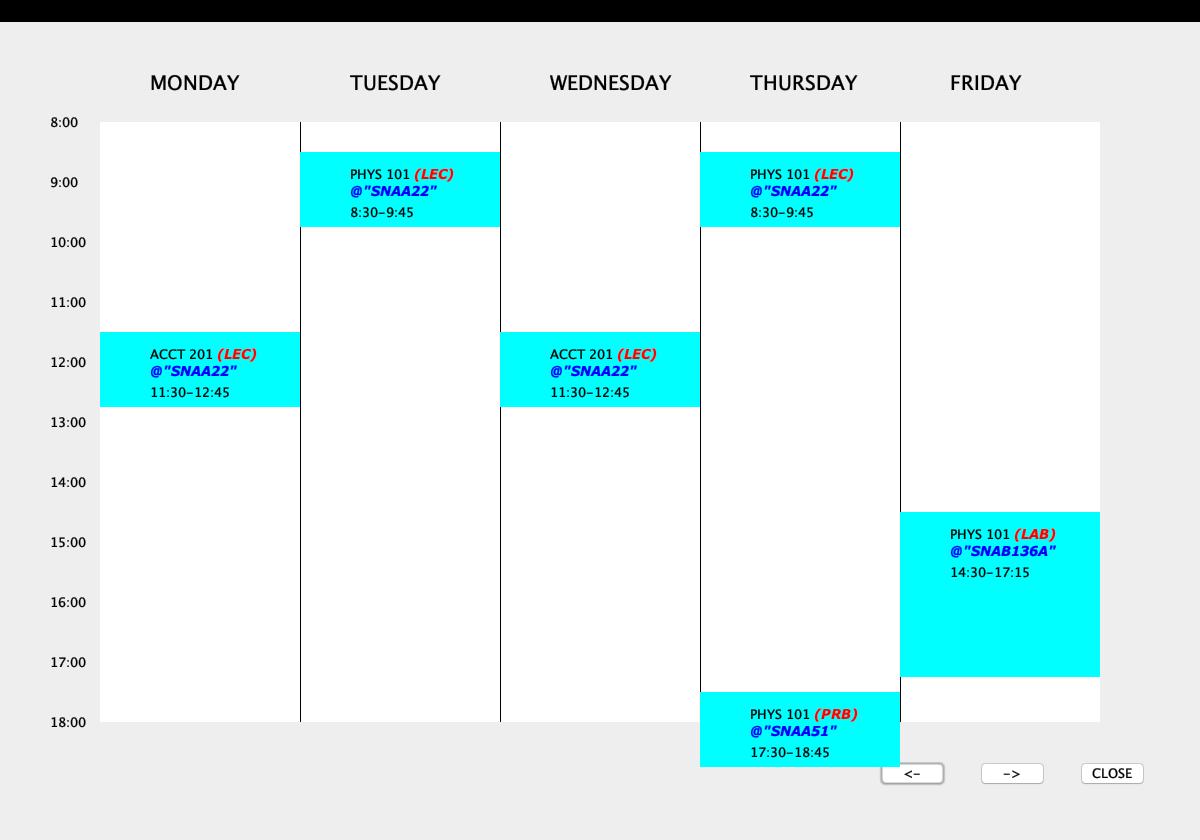 MONDAY TUESDAY WEDNESDAY THURSDAY FRIDAY
8:00
PHYS 101 (LEC) PHYS 101 (LEC)
9:00 @"SNAA22" @"SNAA22"
8:30-9:45 8:30-9:45
10:00
11:00
ACCT 201 (LEC) ACCT 201 (LEC)
12:00 @"SNAA22" @"SNAA22"
11:30-12:45 11:30-12:45
13:00
14:00
PHYS 101 (LAB)
15:00 @"SNAB136A"
14:30-17:15
16:00
17:00
PHYS 101 (PRB)
18:00 @"SNAA51"
17:30-18:45
<- -> CLOSE